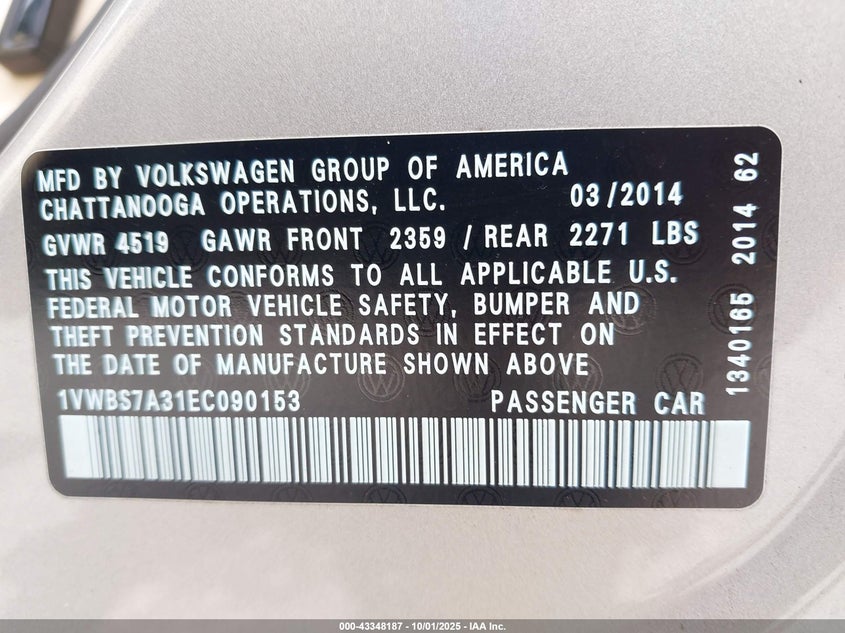 MFD BY VOLKSWAGEN GROUP OF AMERICA
CHATTANOOGA OPERATIONS, LLC. 03/2014
GVWR 4519 GAWR FRONT 2359 / REAR 2271 LBS
THIS VEHICLE CONFORMS TO ALL APPLICABLE U.S.
FEDERAL MOTOR VEHICLE SAFETY, BUMPER AND
THEFT PREVENTION STANDARDS IN EFFECT ON
THE DATE OF MANUFACTURE SHOWN ABOVE
1VWBS7A31EC090153 PASSENGER CAR
1340165 2014 62
000-43348187 - 10/01/2025 - IAA Inc.